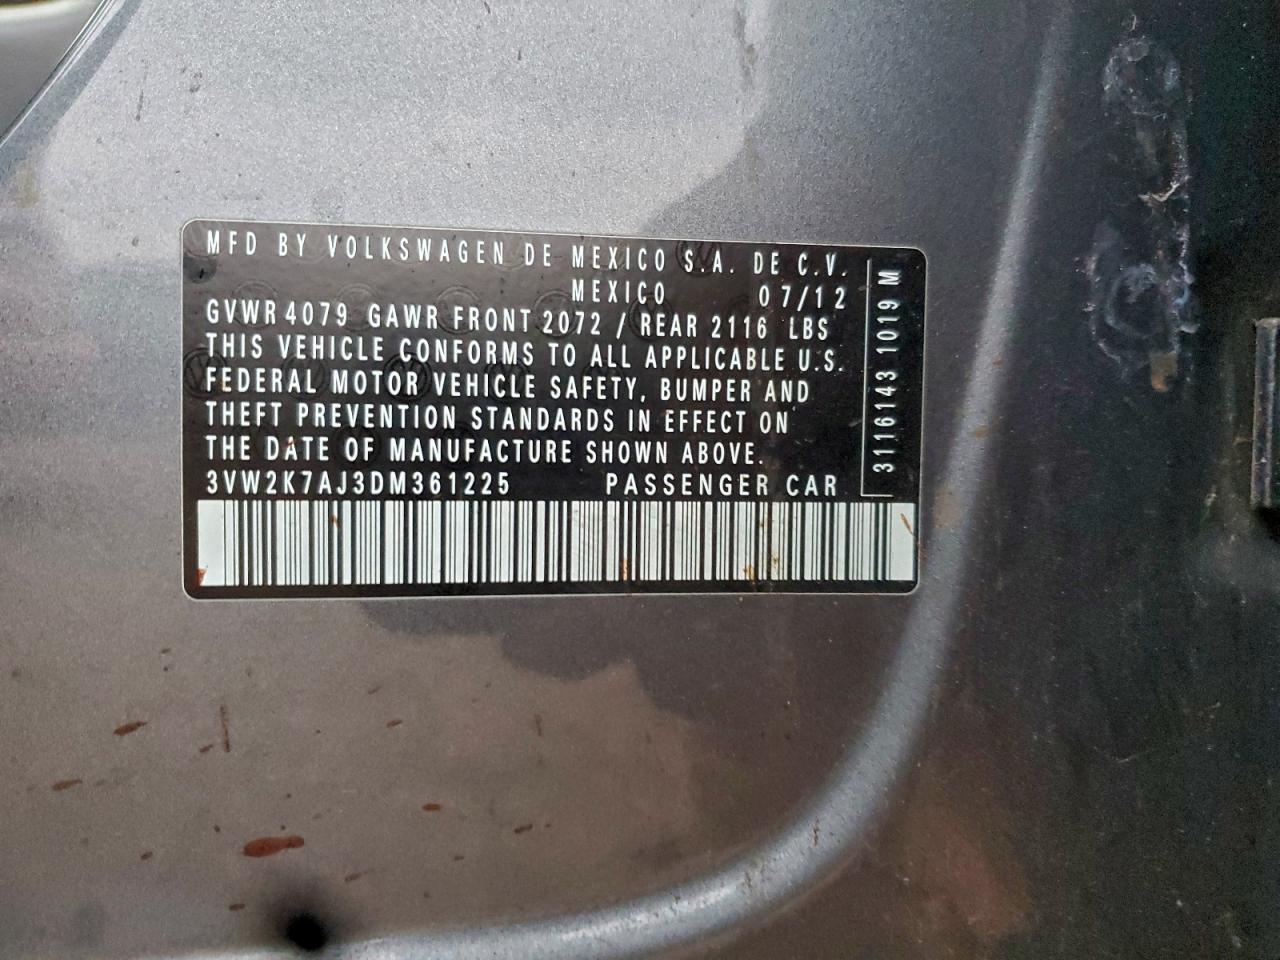 MFD BY VOLKSWAGEN DE MEXICO S.A. DE C.V.
MEXICO 07/12
GVWR 4079 GAWR FRONT 2072 / REAR 2116 LBS
THIS VEHICLE CONFORMS TO ALL APPLICABLE U.S.
FEDERAL MOTOR VEHICLE SAFETY, BUMPER AND
THEFT PREVENTION STANDARDS IN EFFECT ON
THE DATE OF MANUFACTURE SHOWN ABOVE.
3VW2K7AJ3DM361225 PASSENGER CAR
3116143 1019 M